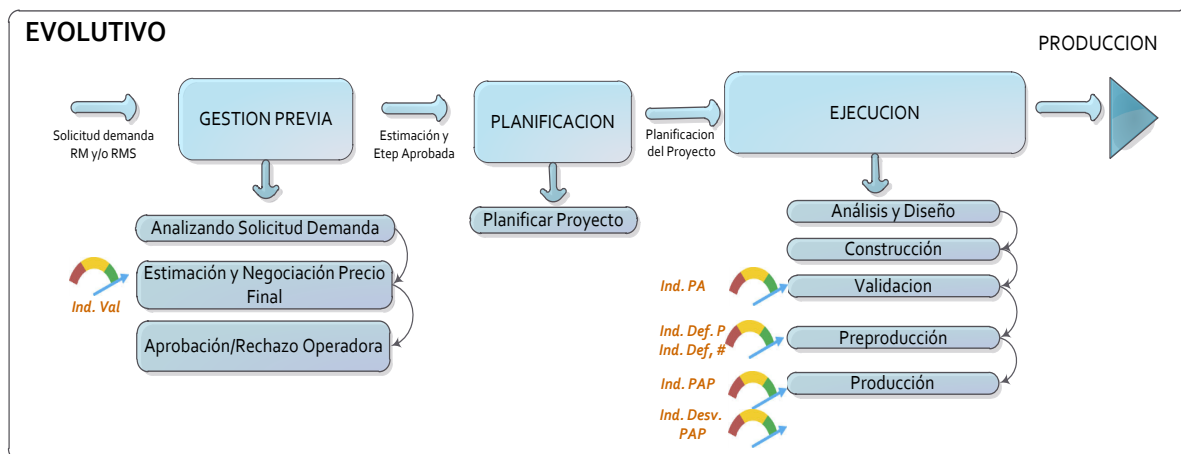 EVOLUTIVO
PRODUCCION
Solicitud demanda
RM y/o RMS
GESTION PREVIA
Estimación y
Etep Aprobada
PLANIFICACION
Planificacion
del Proyecto
EJECUCION
Analizando Solicitud Demanda
Estimación y Negociación Precio
Final
Ind. Val
Aprobación/Rechazo Operadora
Planificar Proyecto
Análisis y Diseño
Construcción
Ind. PA
Validacion
Ind. Def. P
Ind. Def, #
Preproducción
Ind. PAP
Producción
Ind. Desv.
PAP